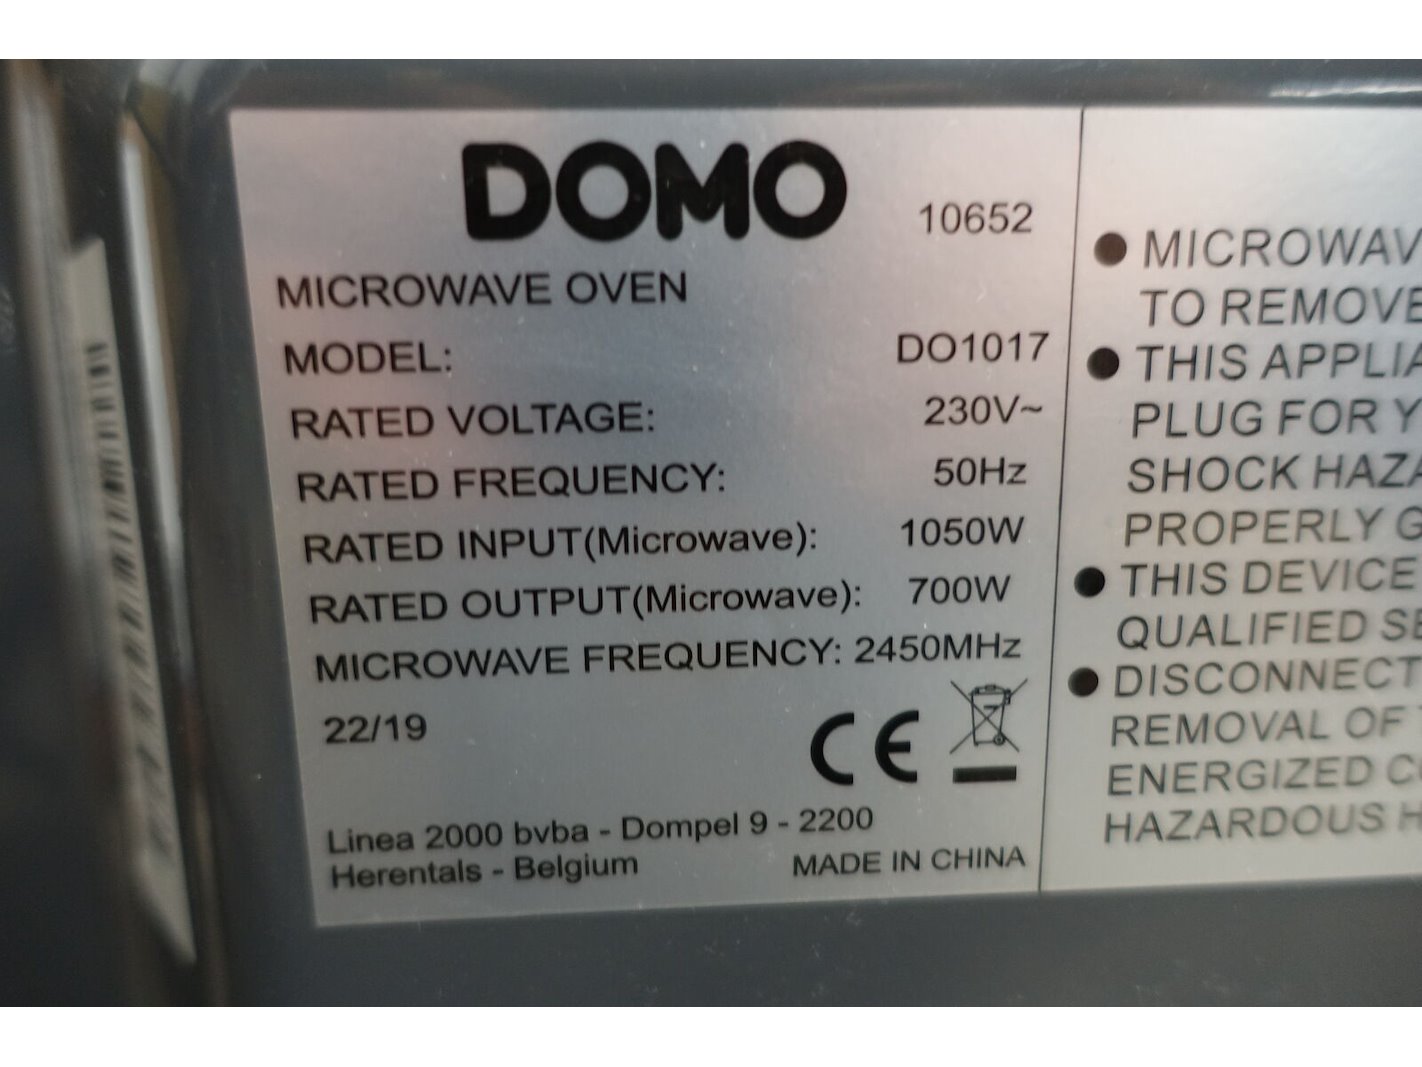 DOMO
10652
MICROWAVE OVEN
MODEL: DO1017
RATED VOLTAGE: 230V~
RATED FREQUENCY: 50Hz
RATED INPUT(Microwave): 1050W
RATED OUTPUT(Microwave): 700W
MICROWAVE FREQUENCY: 2450MHz
22/19
CE
Linea 2000 bvba - Dompel 9 - 2200
Herentals - Belgium
MADE IN CHINA
● MICROWAV
TO REMOVE
● THIS APPLIA
PLUG FOR Y
SHOCK HAZA
PROPERLY G
● THIS DEVICE
QUALIFIED SE
● DISCONNECT
REMOVAL OF
ENERGIZED CO
HAZARDOUS H